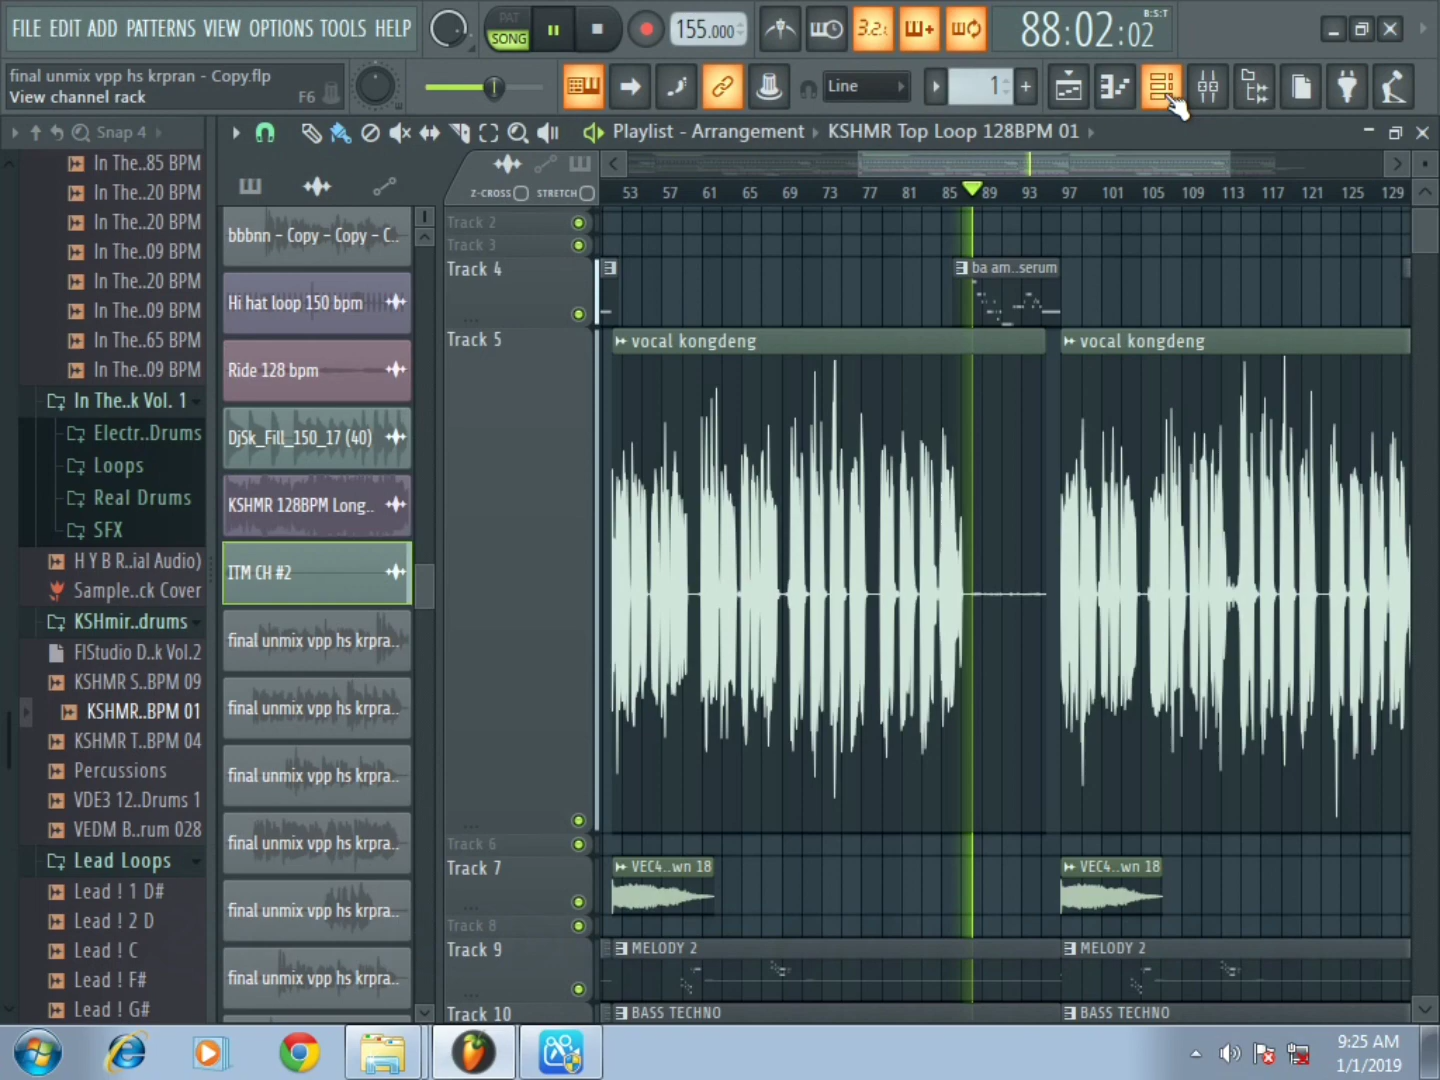 FILE EDIT ADD PATTERNS VIEW OPTIONS TOOLS HELP
PAT
SONG
155.000
3.2.
88:02:02
B:S:T
final unmix vpp hs krpran - Copy.flp
View channel rack
F6
Line
1
Snap 4
Playlist - Arrangement
KSHMR Top Loop 128BPM 01
Z-CROSS
STRETCH
53 57 61 65 69 73 77 81 85 89 93 97 101 105 109 113 117 121 125 129
In The..85 BPM
In The..20 BPM
In The..20 BPM
In The..09 BPM
In The..20 BPM
In The..09 BPM
In The..65 BPM
In The..09 BPM
In The..k Vol. 1
Electr..Drums
Loops
Real Drums
SFX
H Y B R..ial Audio)
Sample..ck Cover
KSHmir..drums
FlStudio D..k Vol.2
KSHMR S..BPM 09
KSHMR..BPM 01
KSHMR T..BPM 04
Percussions
VDE3 12..Drums 1
VEDM B..rum 028
Lead Loops
Lead ! 1 D#
Lead ! 2 D
Lead ! C
Lead ! F#
Lead ! G#
bbbnn - Copy - Copy - C..
Hi hat loop 150 bpm
Ride 128 bpm
DjSk_Fill_150_17 (40)
KSHMR 128BPM Long..
ITM CH #2
final unmix vpp hs krpra..
final unmix vpp hs krpra..
final unmix vpp hs krpra..
final unmix vpp hs krpra..
final unmix vpp hs krpra..
final unmix vpp hs krpra..
Track 2
Track 3
Track 4
ba am..serum
Track 5
vocal kongdeng
vocal kongdeng
Track 6
Track 7
VEC4..wn 18
VEC4..wn 18
Track 8
Track 9
MELODY 2
MELODY 2
Track 10
BASS TECHNO
BASS TECHNO
9:25 AM
1/1/2019